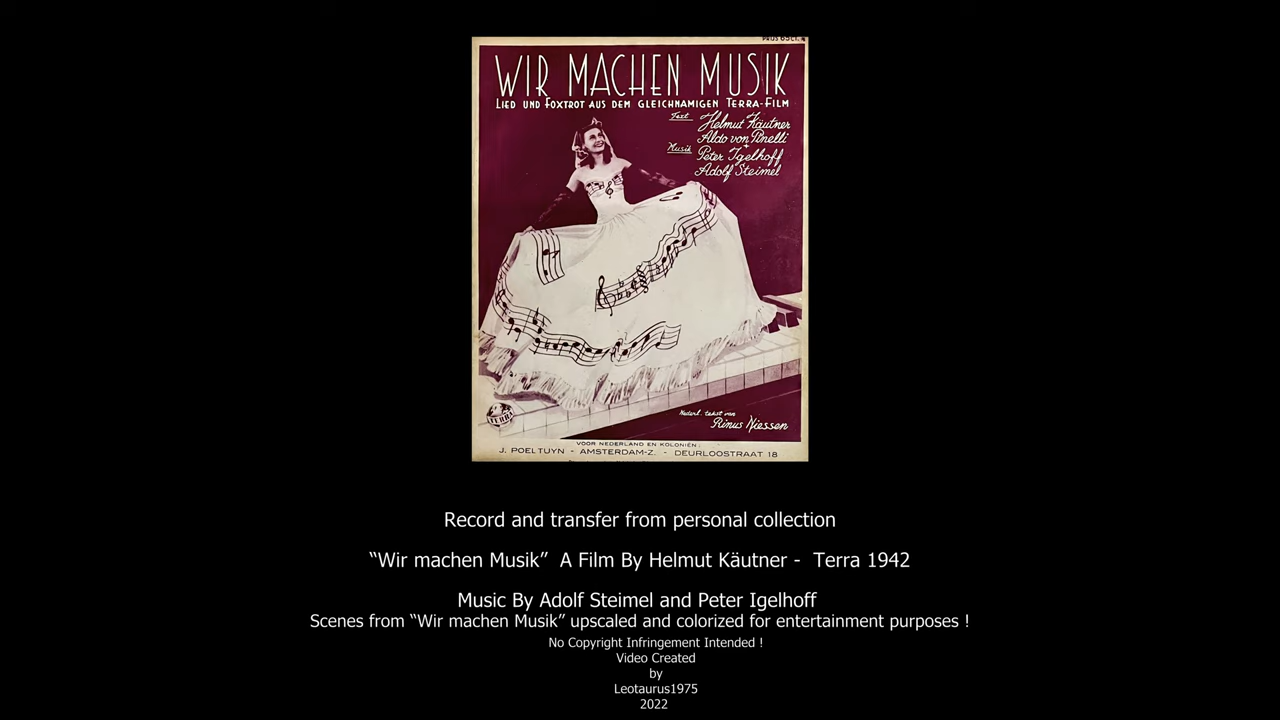 PRIJS 65 CT.
WIR MACHEN MUSIK
LIED UND FOXTROT AUS DEM GLEICHNAMIGEN TERRA-FILM
Text Helmut Käutner
Aldo von Pinelli
+
Musik Peter Igelhoff
Adolf Steimel
TERRA
Nederl. tekst van
Rinus Niessen
VOOR NEDERLAND EN KOLONIËN:
J. POELTUYN - AMSTERDAM-Z. - DEURLOOSTRAAT 18
Record and transfer from personal collection
“Wir machen Musik”  A Film By Helmut Käutner -  Terra 1942
Music By Adolf Steimel and Peter Igelhoff
Scenes from “Wir machen Musik” upscaled and colorized for entertainment purposes !
No Copyright Infringement Intended !
Video Created
by
Leotaurus1975
2022